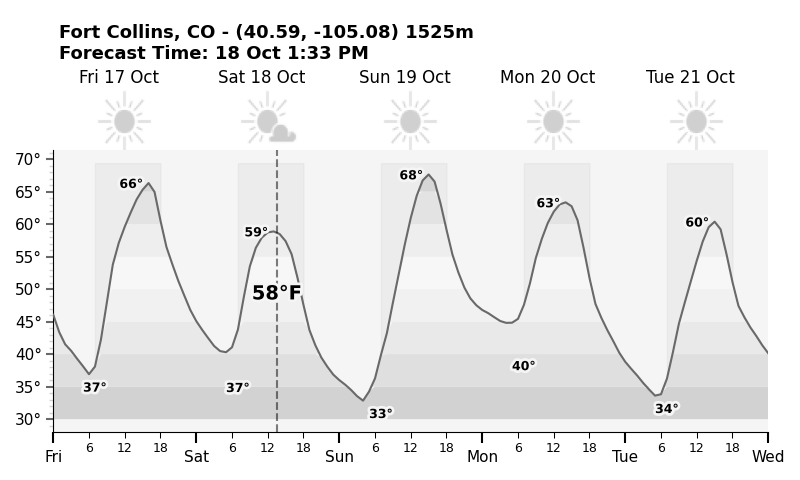 Fort Collins, CO - (40.59, -105.08) 1525m
Forecast Time: 18 Oct 1:33 PM
Fri 17 Oct Sat 18 Oct Sun 19 Oct Mon 20 Oct Tue 21 Oct
70°
68°
66°
65°
63°
60° 60°
59°
55°
58°F
50°
45°
40° 40°
37° 37°
35°
33° 34°
30°
6 12 18 6 12 18 6 12 18 6 12 18 6 12 18
Fri Sat Sun Mon Tue Wed